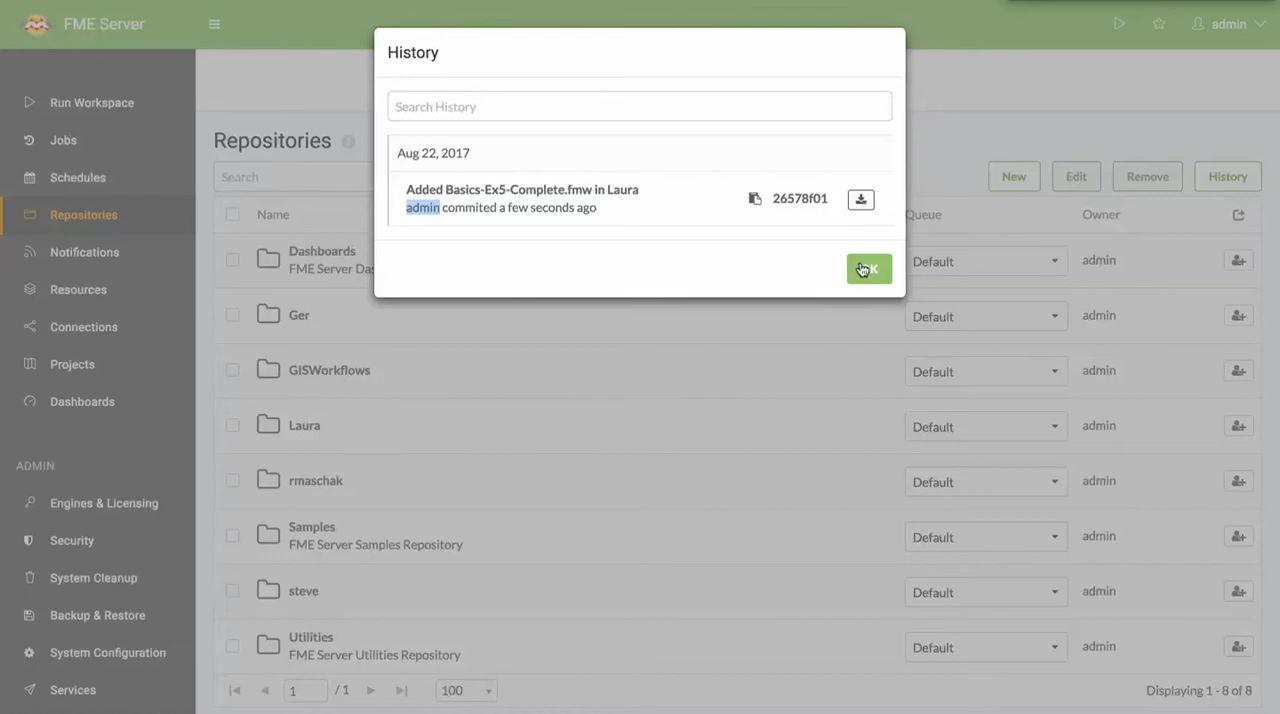 FME Server
admin
History
Search History
Aug 22, 2017
Added Basics-Ex5-Complete.fmw in Laura
admin commited a few seconds ago
26578f01
Run Workspace
Jobs
Schedules
Repositories
Notifications
Resources
Connections
Projects
Dashboards
ADMIN
Engines & Licensing
Security
System Cleanup
Backup & Restore
System Configuration
Services
Repositories
Search
New
Edit
Remove
History
Name
Queue
Owner
Dashboards
FME Server Das
Default
admin
Ger
Default
admin
GISWorkflows
Default
admin
Laura
Default
admin
rmaschak
Default
admin
Samples
FME Server Samples Repository
Default
admin
steve
Default
admin
Utilities
FME Server Utilities Repository
Default
admin
1
/ 1
100
Displaying 1 - 8 of 8